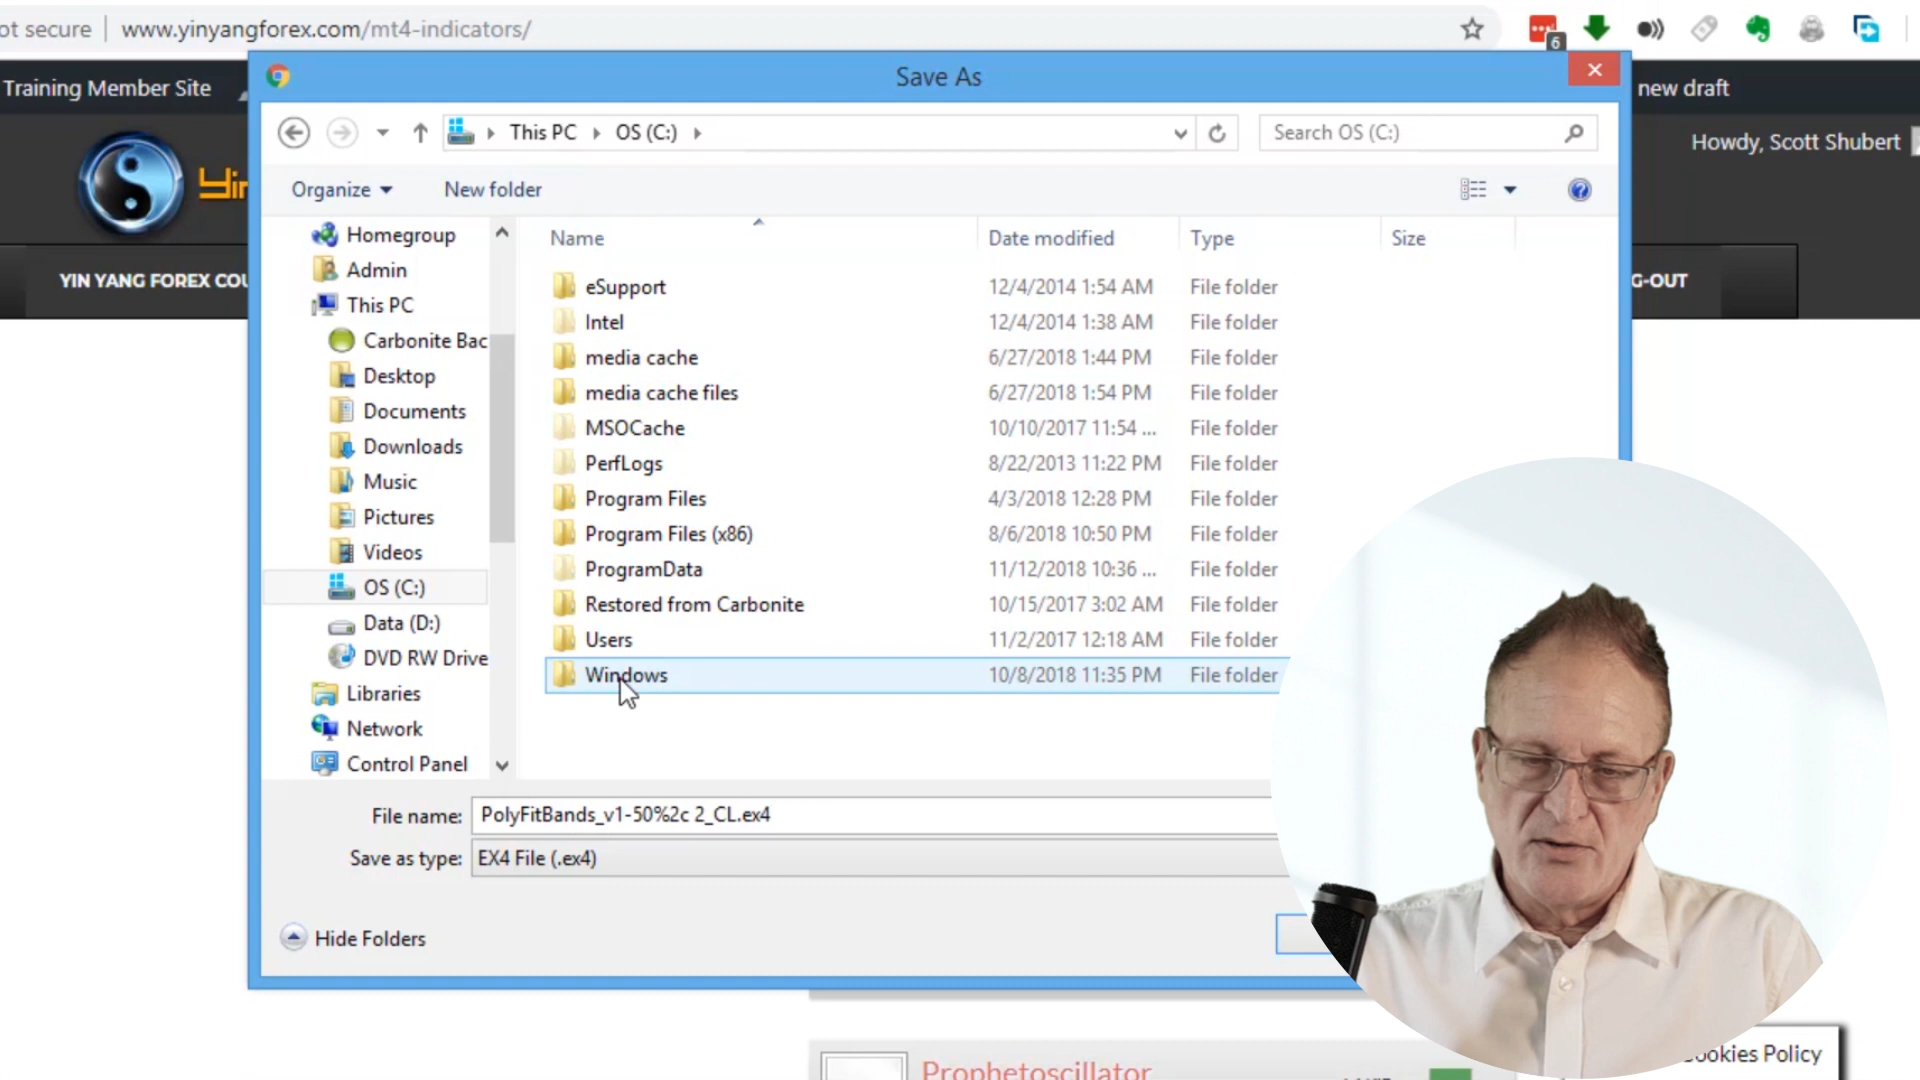 ot secure | www.yinyangforex.com/mt4-indicators/
6
Training Member Site
new draft
Howdy, Scott Shubert
Yin
YIN YANG FOREX COU
G-OUT
Save As
This PC
OS (C:)
Search OS (C:)
Organize
New folder
Homegroup
Admin
This PC
Carbonite Bac
Desktop
Documents
Downloads
Music
Pictures
Videos
OS (C:)
Data (D:)
DVD RW Drive
Libraries
Network
Control Panel
Name Date modified Type Size
eSupport 12/4/2014 1:54 AM File folder
Intel 12/4/2014 1:38 AM File folder
media cache 6/27/2018 1:44 PM File folder
media cache files 6/27/2018 1:54 PM File folder
MSOCache 10/10/2017 11:54 ... File folder
PerfLogs 8/22/2013 11:22 PM File folder
Program Files 4/3/2018 12:28 PM File folder
Program Files (x86) 8/6/2018 10:50 PM File folder
ProgramData 11/12/2018 10:36 ... File folder
Restored from Carbonite 10/15/2017 3:02 AM File folder
Users 11/2/2017 12:18 AM File folder
Windows 10/8/2018 11:35 PM File folder
File name: PolyFitBands_v1-50%2c 2_CL.ex4
Save as type: EX4 File (.ex4)
Hide Folders
Prophetoscillator
ookies Policy